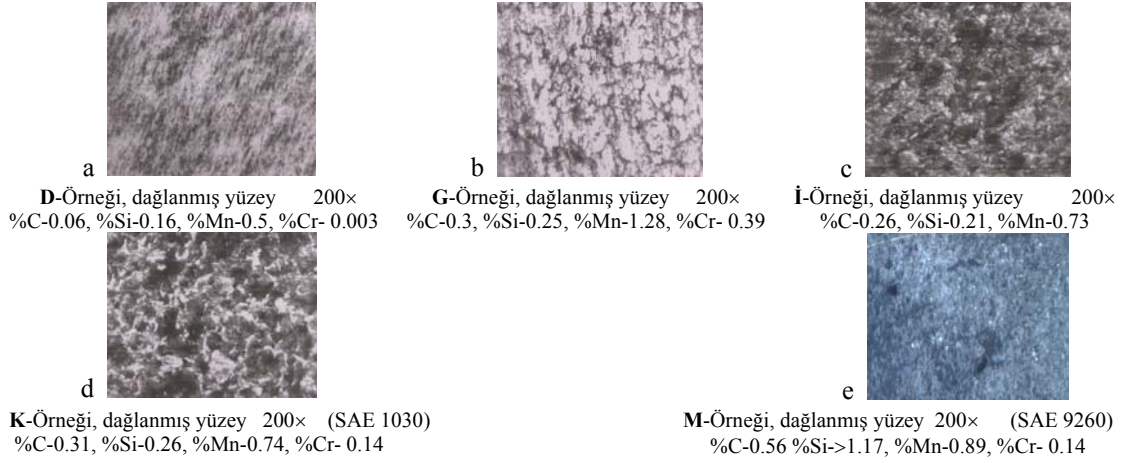 a
D-Örneği, dağlanmış yüzey 200×
%C-0.06, %Si-0.16, %Mn-0.5, %Cr- 0.003
b
G-Örneği, dağlanmış yüzey 200×
%C-0.3, %Si-0.25, %Mn-1.28, %Cr- 0.39
c
İ-Örneği, dağlanmış yüzey 200×
%C-0.26, %Si-0.21, %Mn-0.73
d
K-Örneği, dağlanmış yüzey 200× (SAE 1030)
%C-0.31, %Si-0.26, %Mn-0.74, %Cr- 0.14
e
M-Örneği, dağlanmış yüzey 200× (SAE 9260)
%C-0.56 %Si->1.17, %Mn-0.89, %Cr- 0.14